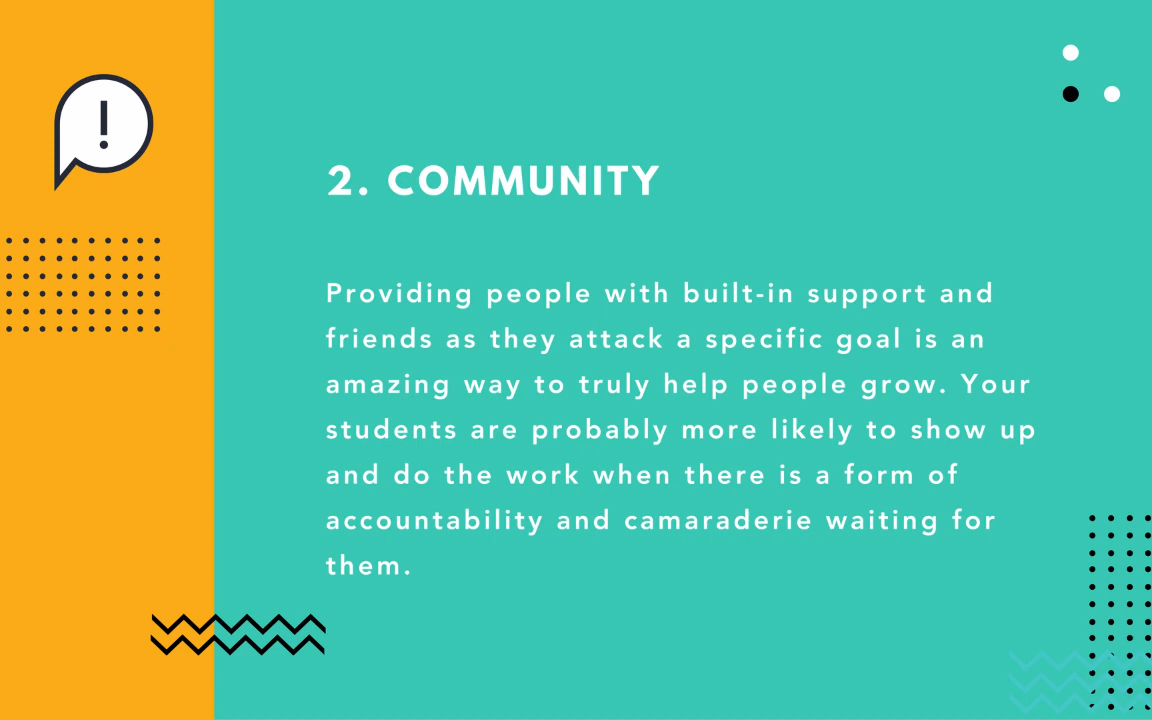 !
2. COMMUNITY
Providing people with built-in support and
friends as they attack a specific goal is an
amazing way to truly help people grow. Your
students are probably more likely to show up
and do the work when there is a form of
accountability and camaraderie waiting for
them.